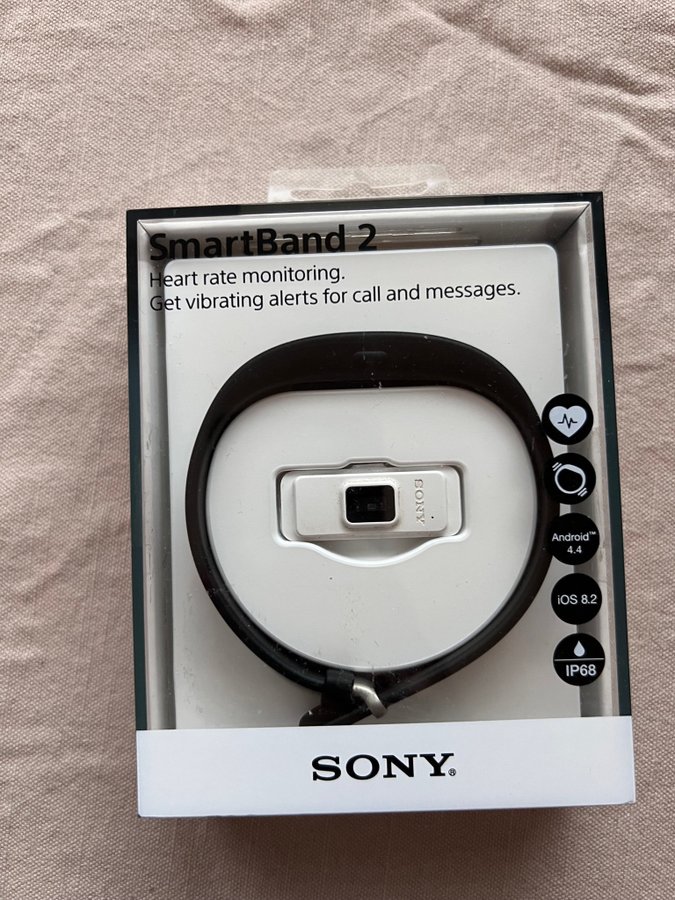 SmartBand 2
Heart rate monitoring.
Get vibrating alerts for call and messages.
SONY
Android™
4.4
iOS 8.2
IP68
SONY®